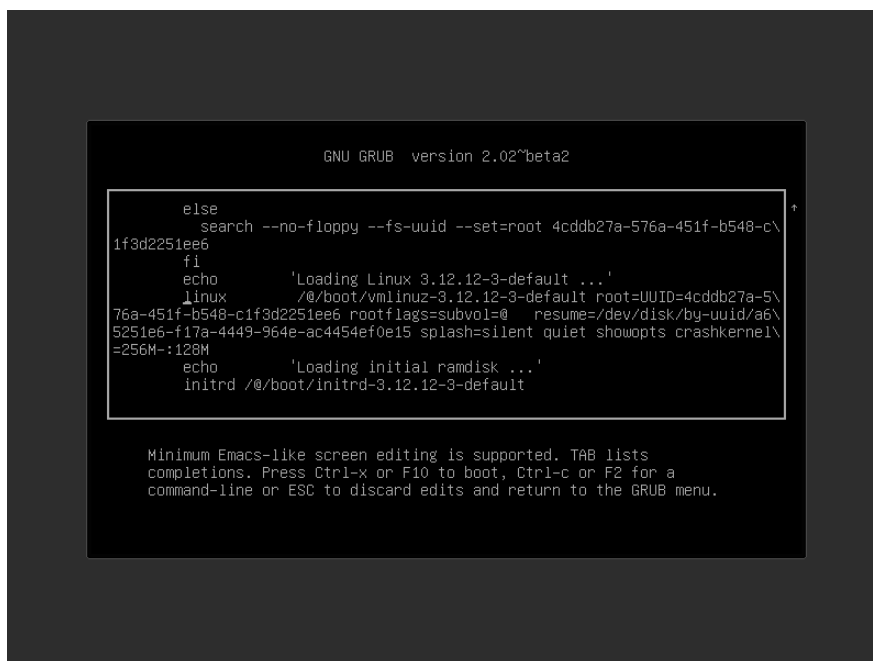 GNU GRUB  version 2.02~beta2
else
search --no-floppy --fs-uuid --set=root 4cddb27a-576a-451f-b548-c\
1f3d2251ee6
fi
echo        'Loading Linux 3.12.12-3-default ...'
linux        /@/boot/vmlinuz-3.12.12-3-default root=UUID=4cddb27a-5\
76a-451f-b548-c1f3d2251ee6 rootflags=subvol=@   resume=/dev/disk/by-uuid/a6\
5251e6-f17a-4449-964e-ac4454ef0e15 splash=silent quiet showopts crashkernel\
=256M-:128M
echo        'Loading initial ramdisk ...'
initrd /@/boot/initrd-3.12.12-3-default
Minimum Emacs-like screen editing is supported. TAB lists
completions. Press Ctrl-x or F10 to boot, Ctrl-c or F2 for a
command-line or ESC to discard edits and return to the GRUB menu.